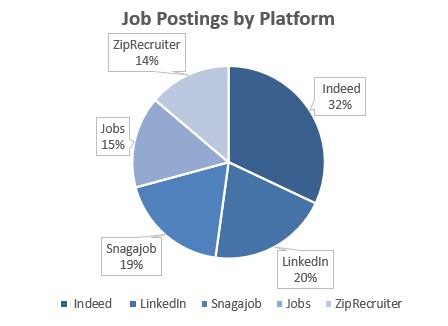 Job Postings by Platform
ZipRecruiter
14%
Indeed
32%
Jobs
15%
Snagajob
19%
LinkedIn
20%
Indeed LinkedIn Snagajob Jobs ZipRecruiter